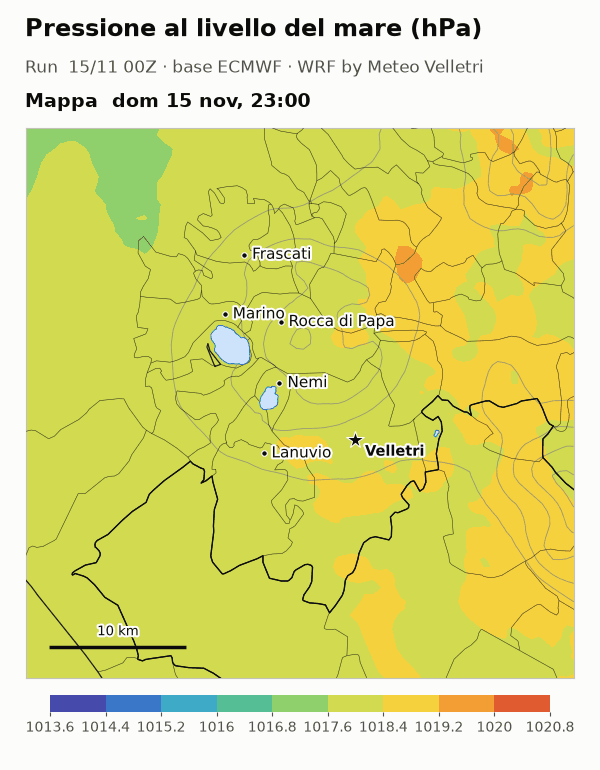 Pressione al livello del mare (hPa)
Run 15/11 00Z · base ECMWF · WRF by Meteo Velletri
Mappa dom 15 nov, 23:00
Frascati
Marino
Rocca di Papa
Nemi
Velletri
Lanuvio
10 km
1013.6 1014.4 1015.2 1016 1016.8 1017.6 1018.4 1019.2 1020 1020.8